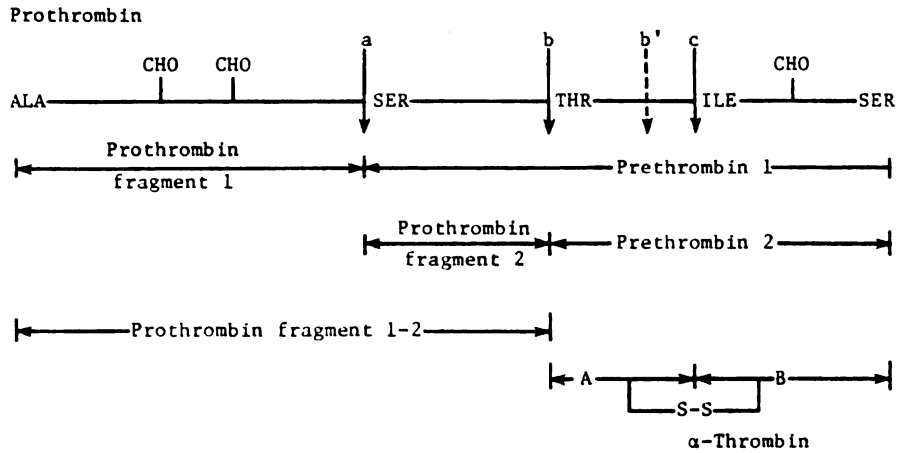 Prothrombin
a b b' c
CHO CHO CHO
ALA SER THR ILE SER
Prothrombin
fragment 1
Prethrombin 1
Prothrombin
fragment 2
Prethrombin 2
Prothrombin fragment 1-2
A B
S-S
α-Thrombin